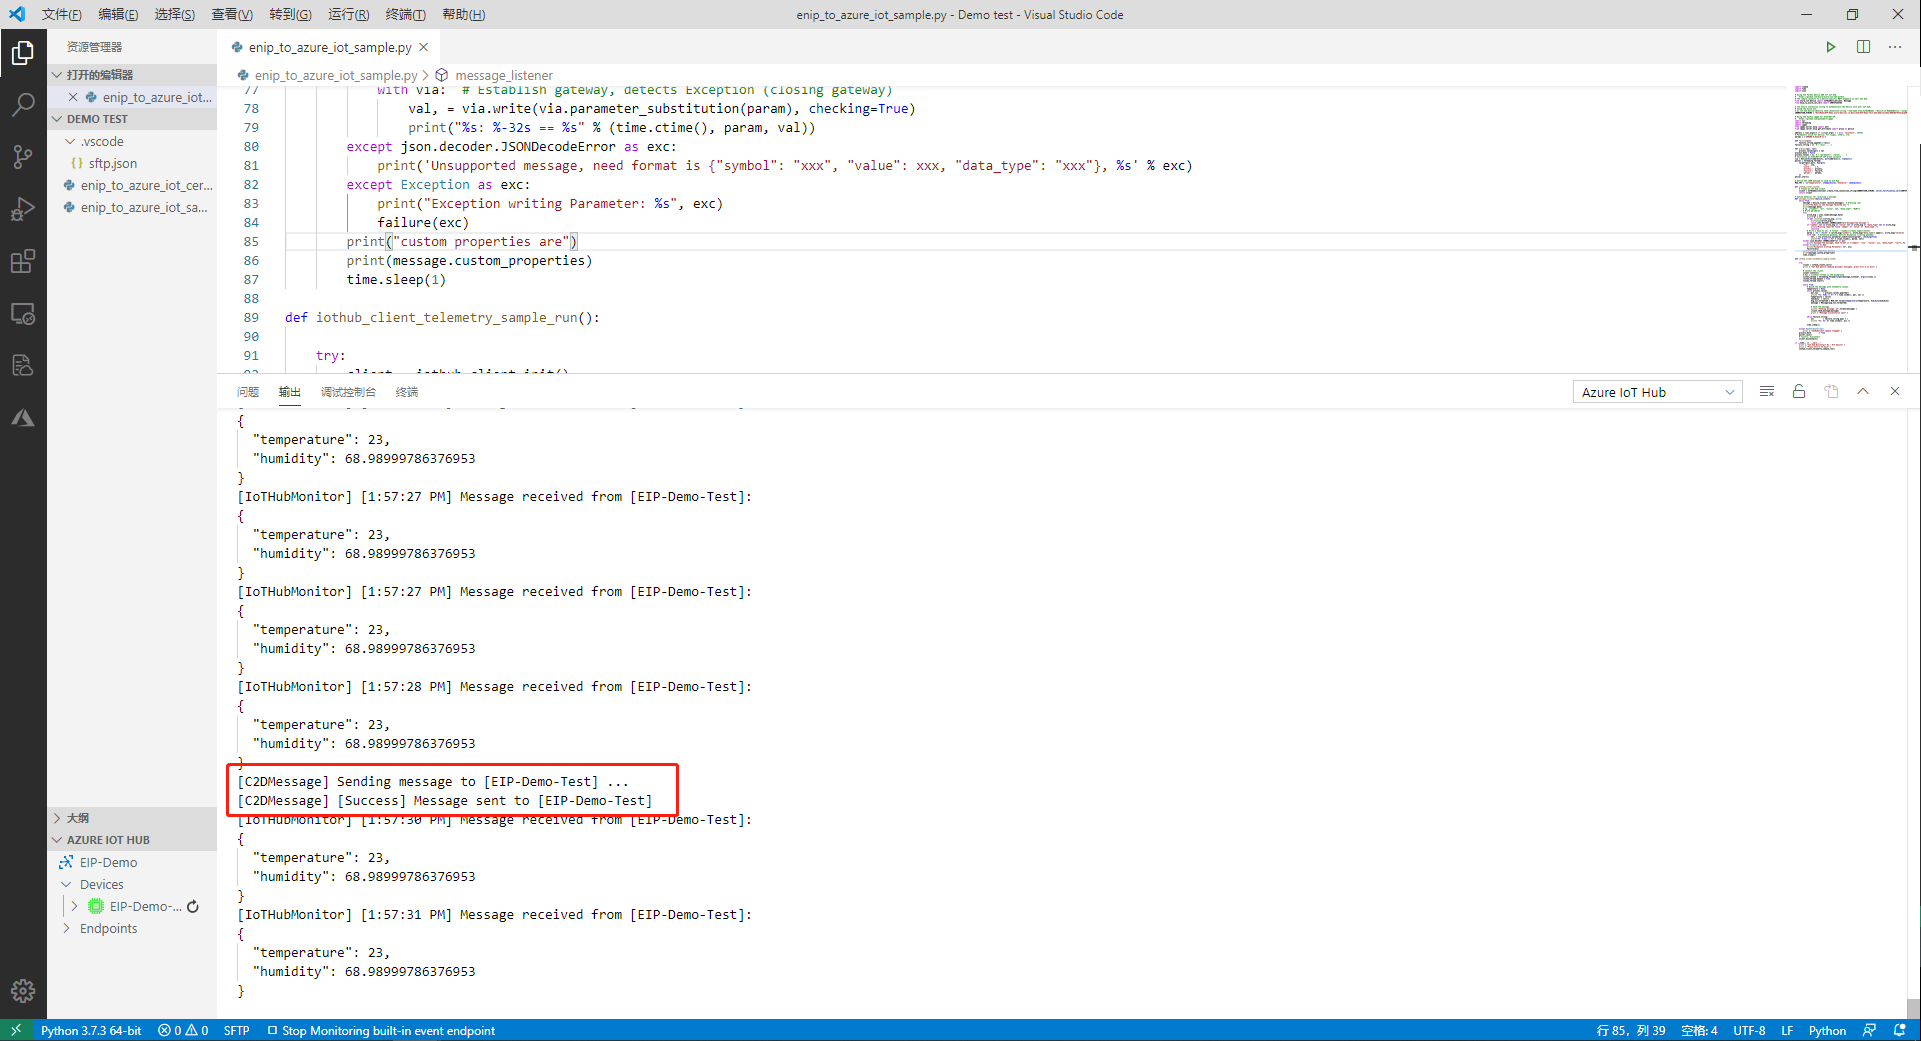 文件(F) 编辑(E) 选择(S) 查看(V) 转到(G) 运行(R) 终端(T) 帮助(H)
enip_to_azure_iot_sample.py - Demo test - Visual Studio Code
资源管理器
打开的编辑器
enip_to_azure_iot...
DEMO TEST
.vscode
{} sftp.json
enip_to_azure_iot_cer...
enip_to_azure_iot_sa...
大纲
AZURE IOT HUB
EIP-Demo
Devices
EIP-Demo-...
Endpoints
enip_to_azure_iot_sample.py
enip_to_azure_iot_sample.py > message_listener
77 with via: # Establish gateway, detects Exception (closing gateway)
78 val, = via.write(via.parameter_substitution(param), checking=True)
79 print("%s: %-32s == %s" % (time.ctime(), param, val))
80 except json.decoder.JSONDecodeError as exc:
81 print('Unsupported message, need format is {"symbol": "xxx", "value": xxx, "data_type": "xxx"}, %s' % exc)
82 except Exception as exc:
83 print("Exception writing Parameter: %s", exc)
84 failure(exc)
85 print("custom properties are")
86 print(message.custom_properties)
87 time.sleep(1)
88
89 def iothub_client_telemetry_sample_run():
90
91 try:
92 client = iothub_client_init()
问题 输出 调试控制台 终端
Azure IoT Hub
{
"temperature": 23,
"humidity": 68.98999786376953
}
[IoTHubMonitor] [1:57:27 PM] Message received from [EIP-Demo-Test]:
{
"temperature": 23,
"humidity": 68.98999786376953
}
[IoTHubMonitor] [1:57:27 PM] Message received from [EIP-Demo-Test]:
{
"temperature": 23,
"humidity": 68.98999786376953
}
[IoTHubMonitor] [1:57:28 PM] Message received from [EIP-Demo-Test]:
{
"temperature": 23,
"humidity": 68.98999786376953
}
[C2DMessage] Sending message to [EIP-Demo-Test] ...
[C2DMessage] [Success] Message sent to [EIP-Demo-Test]
[IoTHubMonitor] [1:57:30 PM] Message received from [EIP-Demo-Test]:
{
"temperature": 23,
"humidity": 68.98999786376953
}
[IoTHubMonitor] [1:57:31 PM] Message received from [EIP-Demo-Test]:
{
"temperature": 23,
"humidity": 68.98999786376953
}
Python 3.7.3 64-bit 0 0 SFTP Stop Monitoring built-in event endpoint
行 85，列 39 空格: 4 UTF-8 LF Python